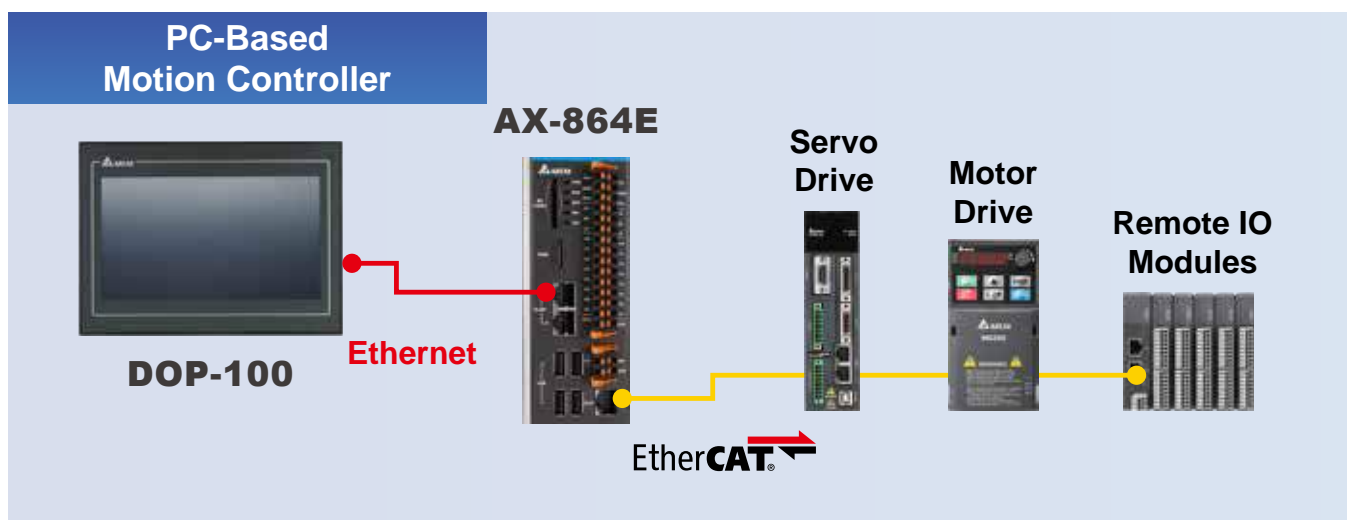 PC-Based
Motion Controller
AX-864E
Servo
Drive
Motor
Drive
Remote IO
Modules
Ethernet
DOP-100
EtherCAT®